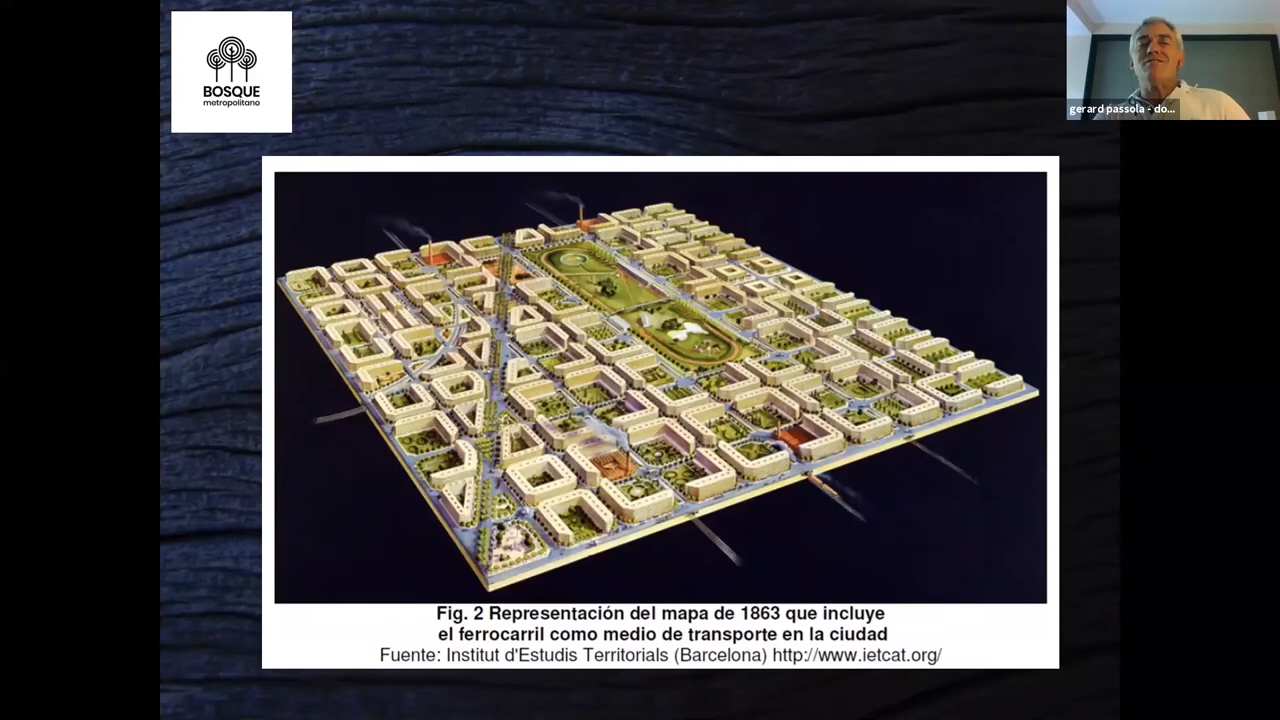 BOSQUE
metropolitano
gerard passola - do...
Fig. 2 Representación del mapa de 1863 que incluye
el ferrocarril como medio de transporte en la ciudad
Fuente: Institut d'Estudis Territorials (Barcelona) http://www.ietcat.org/